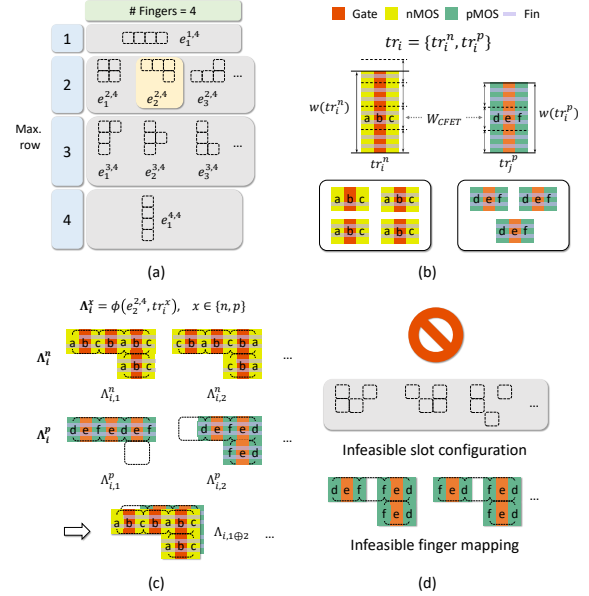 # Fingers = 4
1
e_1^{1,4}
2
e_1^{2,4} e_2^{2,4} e_3^{2,4} ...
Max. row
3
e_1^{3,4} e_2^{3,4} e_3^{3,4} ...
4
e_1^{4,4}
(a)
Gate nMOS pMOS Fin
tr_i = {tr_i^n, tr_i^p}
w(tr_i^n) a b c W_{CFET} d e f w(tr_i^p)
tr_i^n tr_j^p
a b c a b c d e f d e f
a b c a b c d e f
(b)
Λ_i^x = ϕ(e_2^{2,4}, tr_i^x), x ∈ {n, p}
Λ_i^n a b c b a b c c b a b c b a ...
a b c a b c
Λ_{i,1}^n Λ_{i,2}^n
Λ_i^p d e f e d e f d e f e d ...
f e d
Λ_{i,1}^p Λ_{i,2}^p
a b c b a b c Λ_{i,1⊕2} ...
a b c
(c)
...
Infeasible slot configuration
d e f f e d f e d f e d ...
f e d f e d
Infeasible finger mapping
(d)